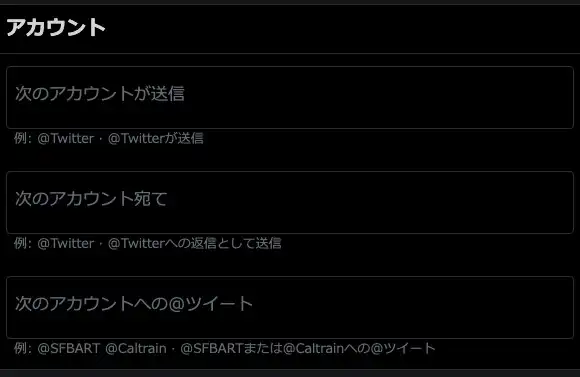 アカウント
次のアカウントが送信
例: @Twitter · @Twitterが送信
次のアカウント宛て
例: @Twitter · @Twitterへの返信として送信
次のアカウントへの@ツイート
例: @SFBART @Caltrain · @SFBARTまたは@Caltrainへの@ツイート